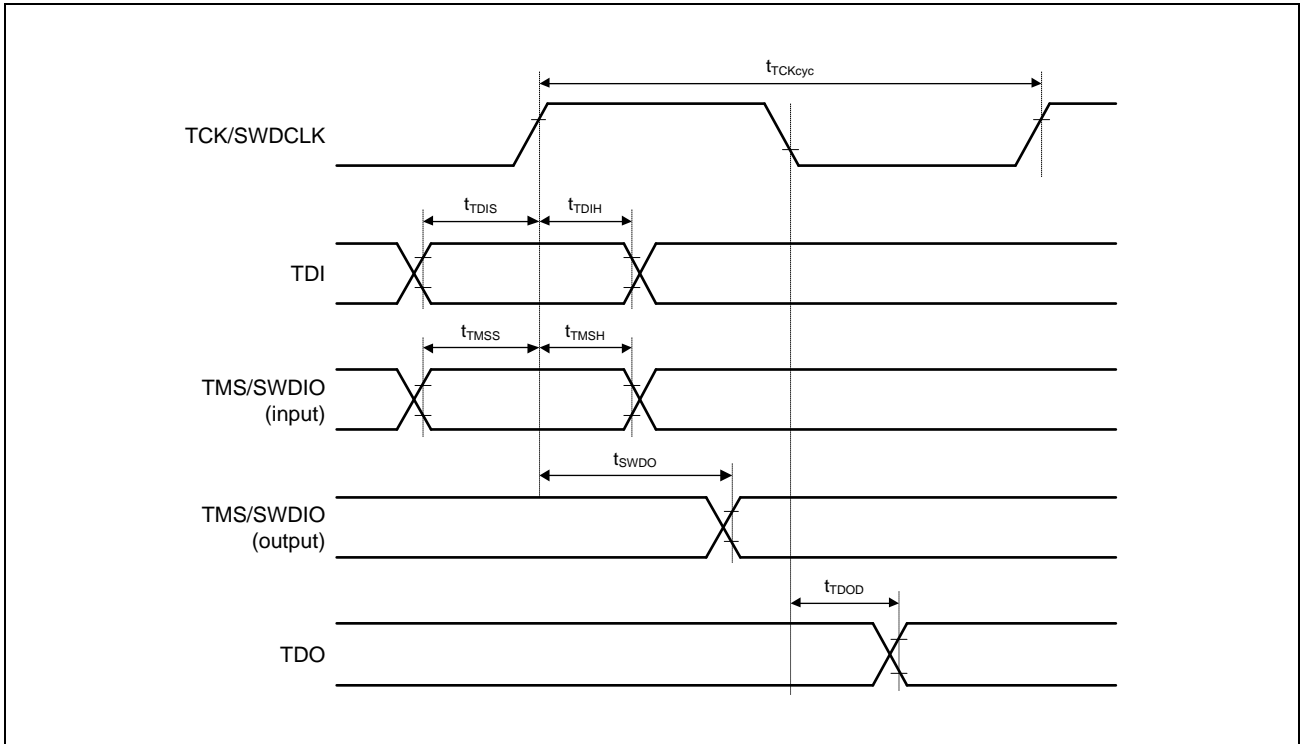 tTCKcyc
TCK/SWDCLK
tTDIS
tTDIH
TDI
tTMSS
tTMSH
TMS/SWDIO
(input)
tSWDO
TMS/SWDIO
(output)
tTDOD
TDO